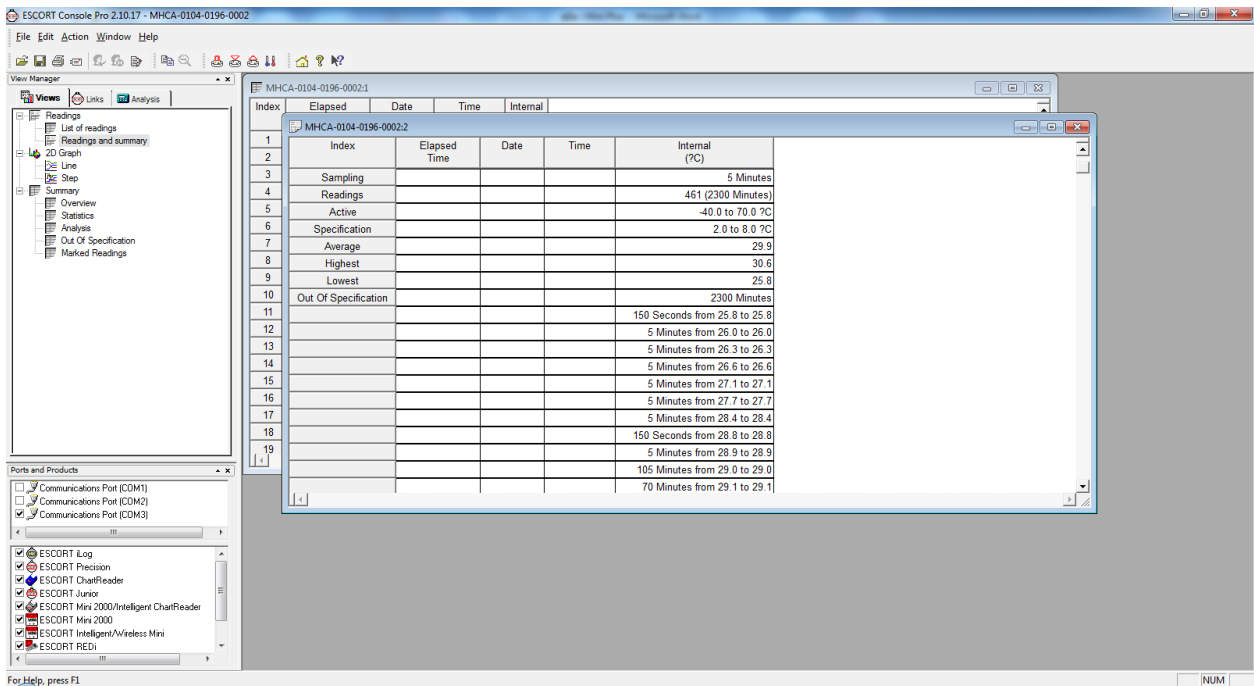 ESCORT Console Pro 2.10.17 - MHCA-0104-0196-0002
File Edit Action Window Help
View Manager
Views Links Analysis
Readings
List of readings
Readings and summary
2D Graph
Line
Step
Summary
Overview
Statistics
Analysis
Out Of Specification
Marked Readings
Ports and Products
Communications Port (COM1)
Communications Port (COM2)
Communications Port (COM3)
ESCORT iLog
ESCORT Precision
ESCORT ChartReader
ESCORT Junior
ESCORT Mini 2000/Intelligent ChartReader
ESCORT Mini 2000
ESCORT Intelligent/Wireless Mini
ESCORT REDi
MHCA-0104-0196-0002:1
Index Elapsed Date Time Internal
1
2
3
4
5
6
7
8
9
10
11
12
13
14
15
16
17
18
19
MHCA-0104-0196-0002:2
Index Elapsed Time Date Time Internal (?C)
Sampling 5 Minutes
Readings 461 (2300 Minutes)
Active -40.0 to 70.0 ?C
Specification 2.0 to 8.0 ?C
Average 29.9
Highest 30.6
Lowest 25.8
Out Of Specification 2300 Minutes
150 Seconds from 25.8 to 25.8
5 Minutes from 26.0 to 26.0
5 Minutes from 26.3 to 26.3
5 Minutes from 26.6 to 26.6
5 Minutes from 27.1 to 27.1
5 Minutes from 27.7 to 27.7
5 Minutes from 28.4 to 28.4
150 Seconds from 28.8 to 28.8
5 Minutes from 28.9 to 28.9
105 Minutes from 29.0 to 29.0
70 Minutes from 29.1 to 29.1
For Help, press F1
NUM